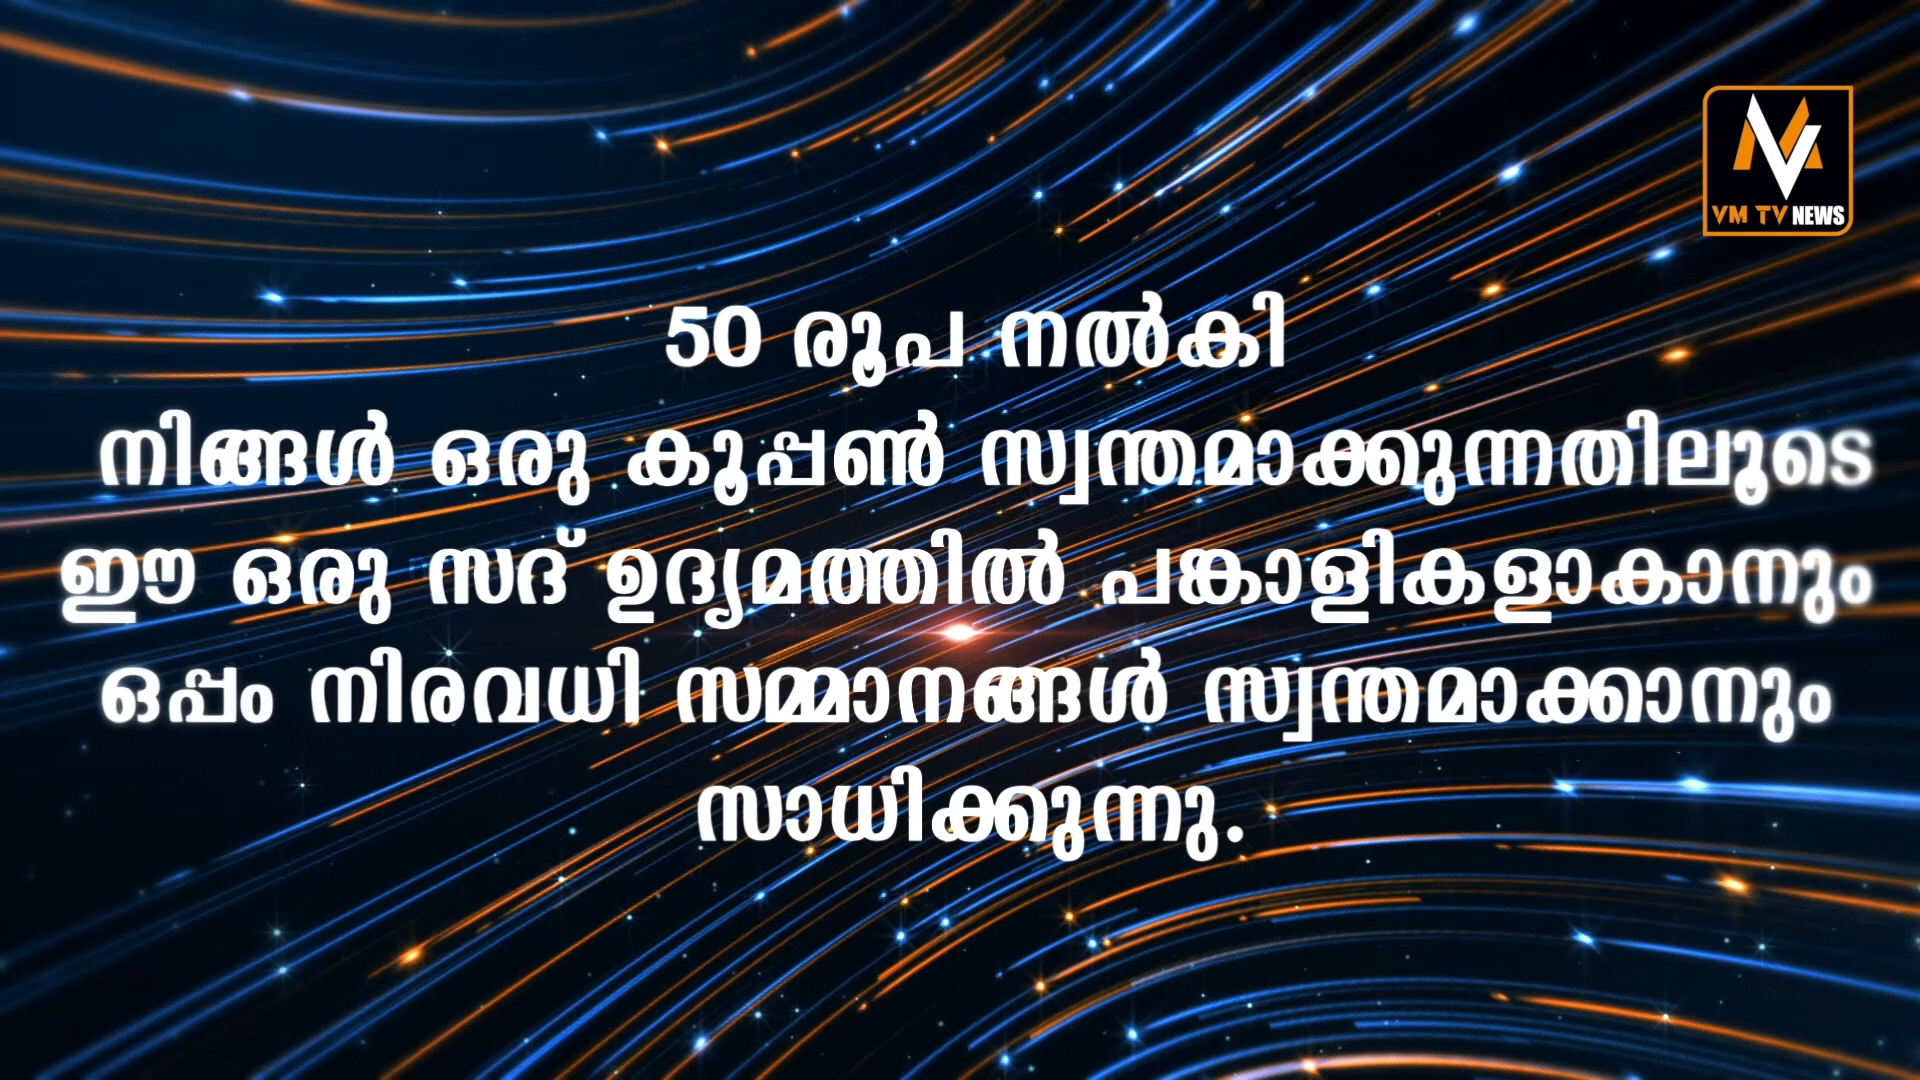 VM TV NEWS
50 രൂപ നൽകി
നിങ്ങൾ ഒരു കൂപ്പൺ സ്വന്തമാക്കുന്നതിലൂടെ
ഈ ഒരു സദ് ഉദ്യമത്തിൽ പങ്കാളികളാകാനും
ഒപ്പം നിരവധി സമ്മാനങ്ങൾ സ്വന്തമാക്കാനും
സാധിക്കുന്നു.